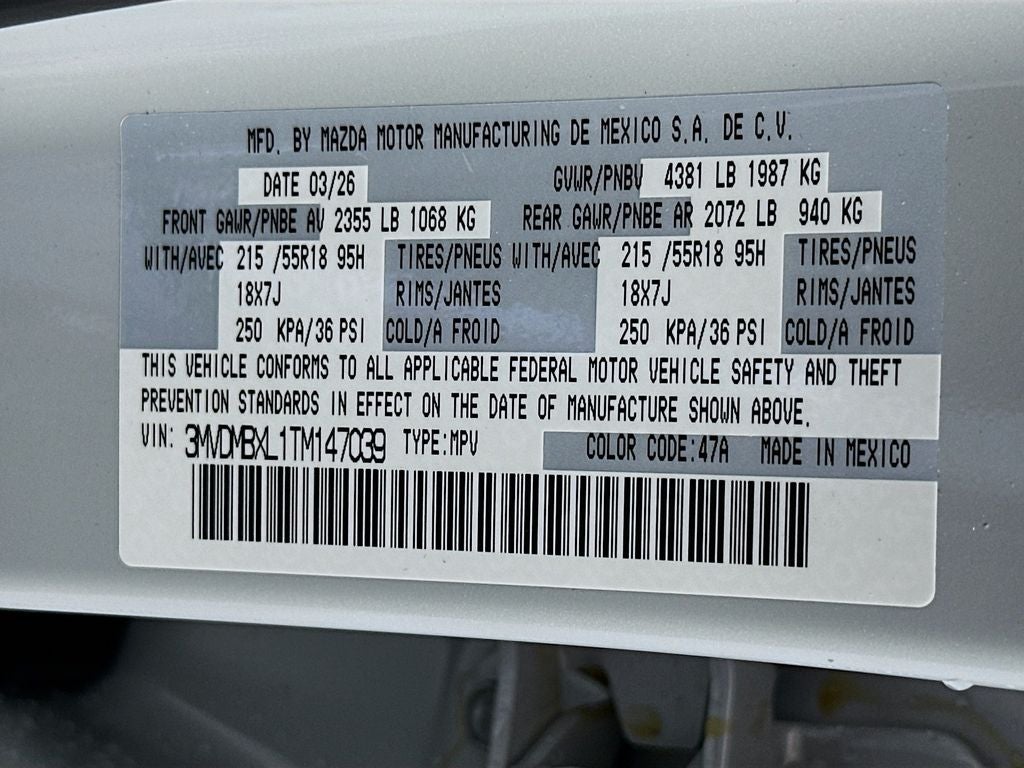 MFD. BY MAZDA MOTOR MANUFACTURING DE MEXICO S.A. DE C.V.
DATE 03/26 GVWR/PNBV 4381 LB 1987 KG
FRONT GAWR/PNBE AV 2355 LB 1068 KG REAR GAWR/PNBE AR 2072 LB 940 KG
WITH/AVEC 215 /55R18 95H TIRES/PNEUS WITH/AVEC 215 /55R18 95H TIRES/PNEUS
18X7J RIMS/JANTES 18X7J RIMS/JANTES
250 KPA/36 PSI COLD/A FROID 250 KPA/36 PSI COLD/A FROID
THIS VEHICLE CONFORMS TO ALL APPLICABLE FEDERAL MOTOR VEHICLE SAFETY AND THEFT
PREVENTION STANDARDS IN EFFECT ON THE DATE OF MANUFACTURE SHOWN ABOVE.
VIN: 3MVDMBXL1TM147039 TYPE:MPV COLOR CODE:47A MADE IN MEXICO